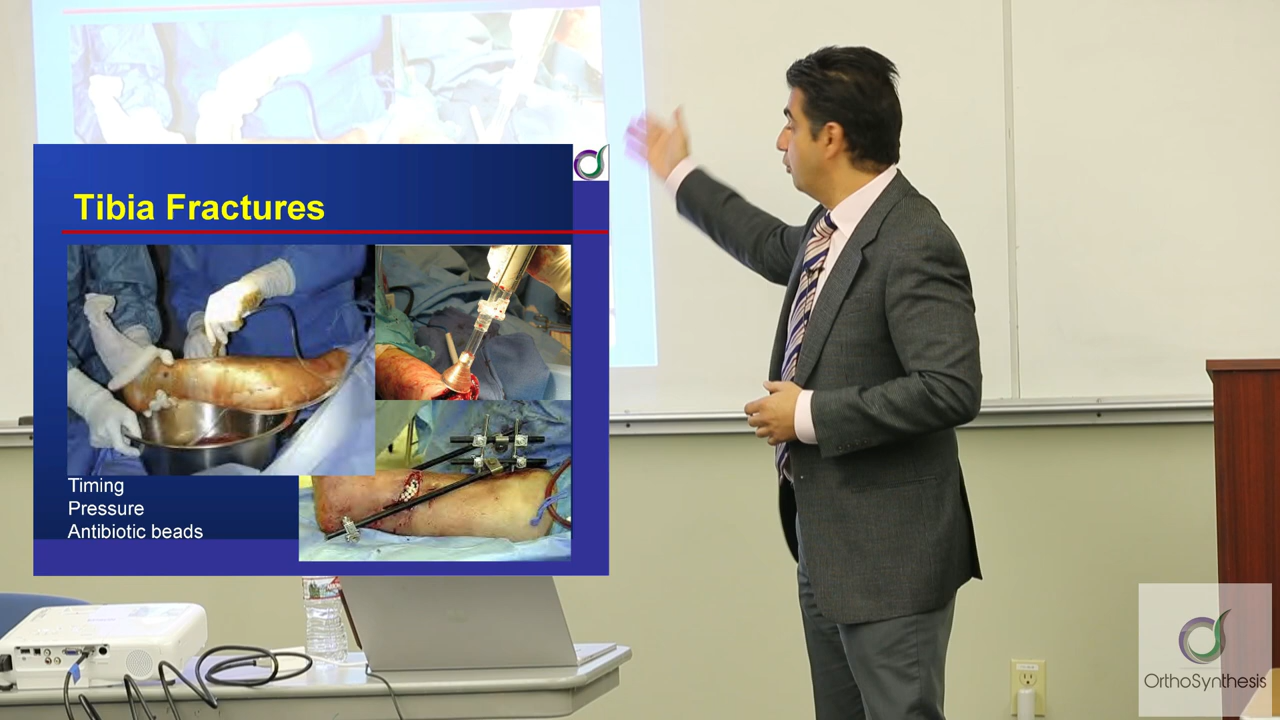 Tibia Fractures
Timing
Pressure
Antibiotic beads
OrthoSynthesis